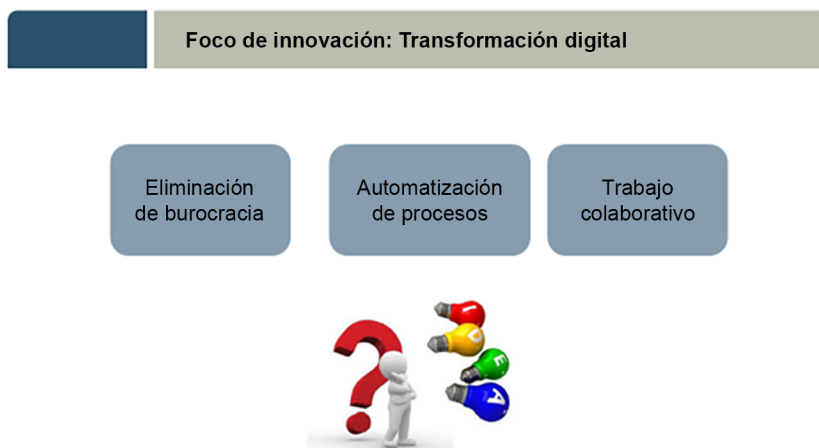 Foco de innovación: Transformación digital
Eliminación
de burocracia
Automatización
de procesos
Trabajo
colaborativo
I
D
E
A